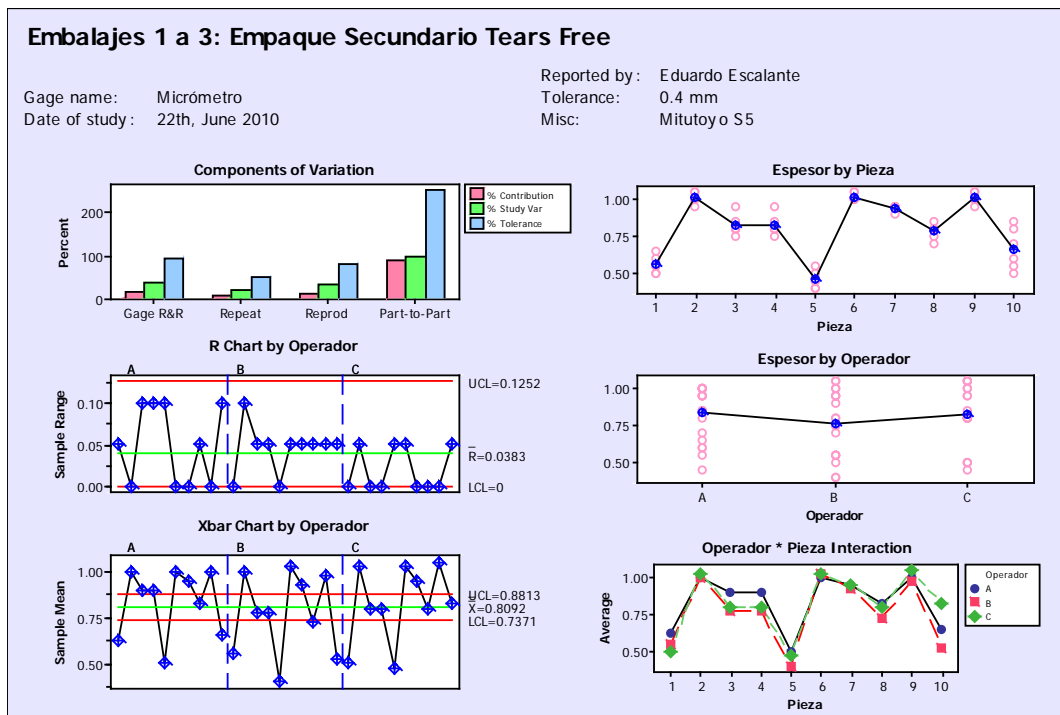 Embalajes 1 a 3: Empaque Secundario Tears Free
Gage name: Micrómetro
Date of study: 22th, June 2010
Reported by: Eduardo Escalante
Tolerance: 0.4 mm
Misc: Mitutoyo S5
Components of Variation
Percent
200
100
0
Gage R&R Repeat Reprod Part-to-Part
% Contribution
% Study Var
% Tolerance
R Chart by Operador
A B C
Sample Range
0.10
0.05
0.00
UCL=0.1252
R=0.0383
LCL=0
Xbar Chart by Operador
A B C
Sample Mean
1.00
0.75
0.50
UCL=0.8813
X=0.8092
LCL=0.7371
Espesor by Pieza
1.00
0.75
0.50
1 2 3 4 5 6 7 8 9 10
Pieza
Espesor by Operador
1.00
0.75
0.50
A B C
Operador
Operador * Pieza Interaction
Average
1.00
0.75
0.50
1 2 3 4 5 6 7 8 9 10
Pieza
Operador
A
B
C